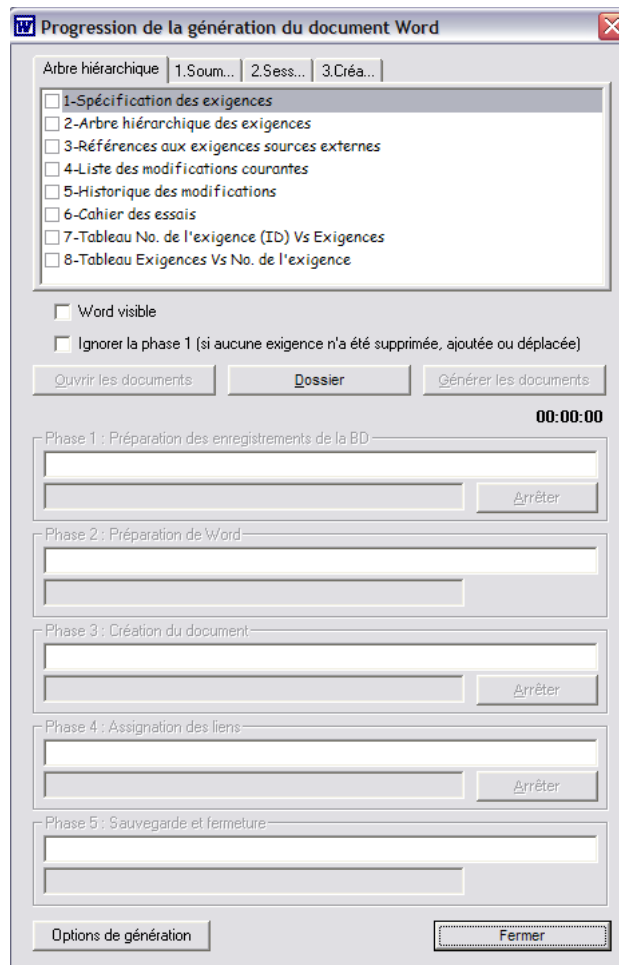 Progression de la génération du document Word
Arbre hiérarchique 1.Soum... 2.Sess... 3.Créa...
1-Spécification des exigences
2-Arbre hiérarchique des exigences
3-Références aux exigences sources externes
4-Liste des modifications courantes
5-Historique des modifications
6-Cahier des essais
7-Tableau No. de l'exigence (ID) Vs Exigences
8-Tableau Exigences Vs No. de l'exigence
Word visible
Ignorer la phase 1 (si aucune exigence n'a été supprimée, ajoutée ou déplacée)
Ouvrir les documents Dossier Générer les documents
00:00:00
Phase 1 : Préparation des enregistrements de la BD
Arrêter
Phase 2 : Préparation de Word
Phase 3 : Création du document
Arrêter
Phase 4 : Assignation des liens
Arrêter
Phase 5 : Sauvegarde et fermeture
Options de génération Fermer